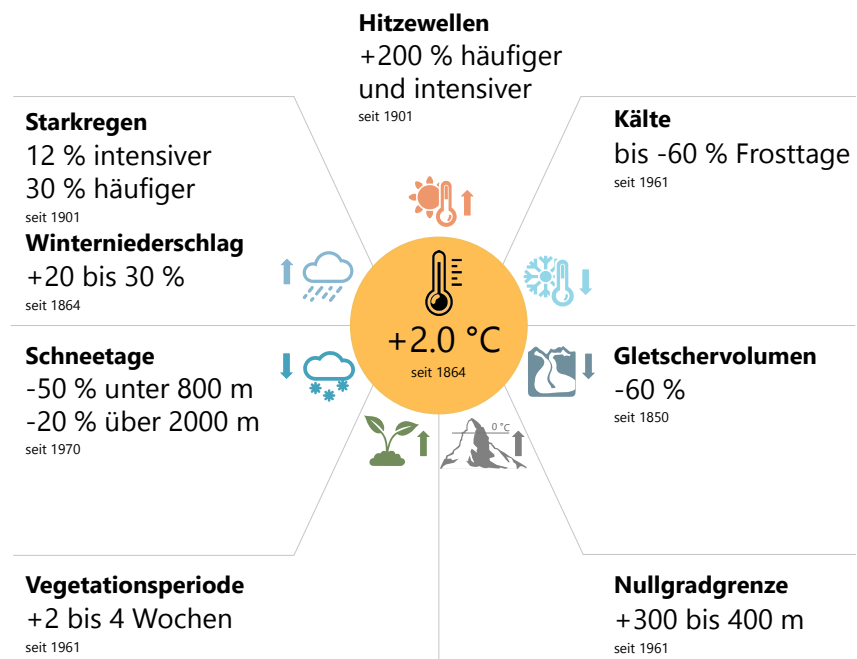 Hitzewellen
+200 % häufiger
und intensiver
seit 1901
Starkregen
12 % intensiver
30 % häufiger
seit 1901
Winterniederschlag
+20 bis 30 %
seit 1864
Kälte
bis -60 % Frosttage
seit 1961
+2.0 °C
seit 1864
Schneetage
-50 % unter 800 m
-20 % über 2000 m
seit 1970
Gletschervolumen
-60 %
seit 1850
0 °C
Vegetationsperiode
+2 bis 4 Wochen
seit 1961
Nullgradgrenze
+300 bis 400 m
seit 1961